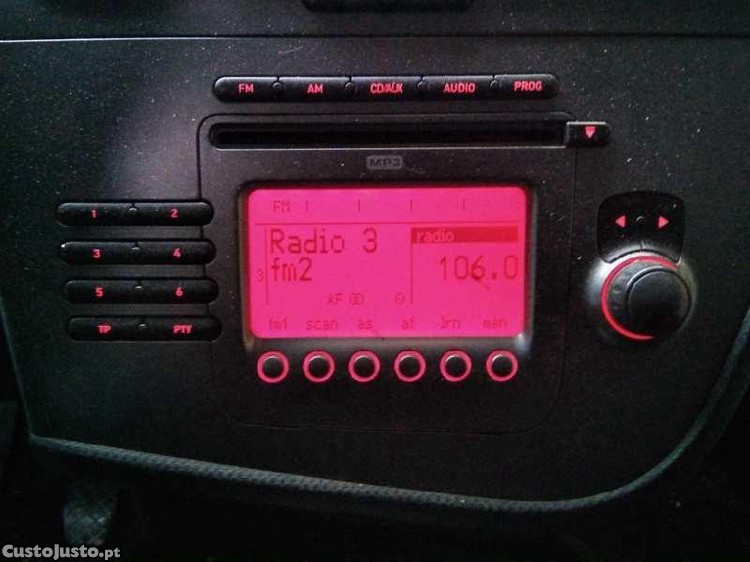 FM AM CD/AUX AUDIO PROG
MP3
1 2
3 4
5 6
TP PTY
FM
Radio 3 radio
3 fm2 106.0
AF
fm1 scan as af lrn man
CustoJusto.pt